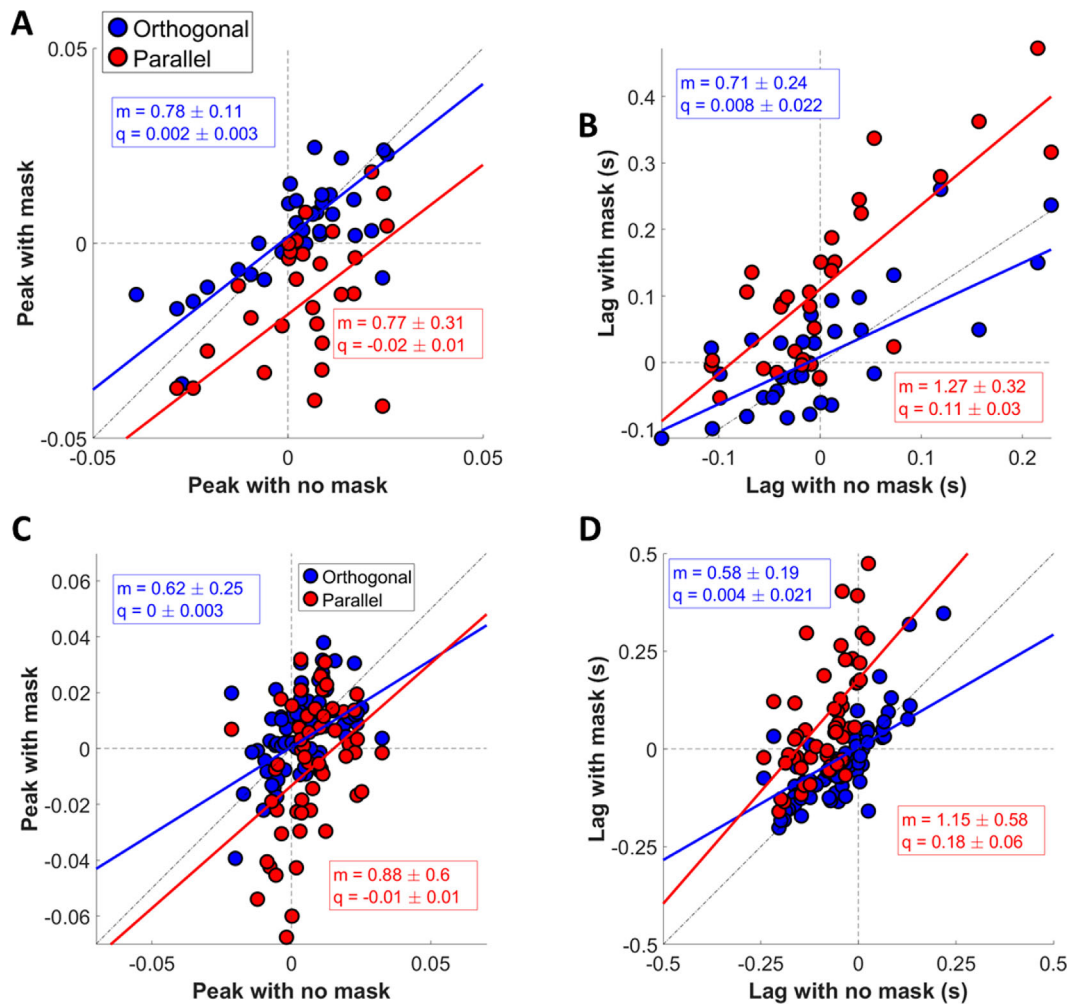 A
Orthogonal
Parallel
0.05
m = 0.78 ± 0.11
q = 0.002 ± 0.003
Peak with mask
0
m = 0.77 ± 0.31
q = -0.02 ± 0.01
-0.05
-0.05
0
0.05
Peak with no mask
B
0.4
m = 0.71 ± 0.24
q = 0.008 ± 0.022
0.3
Lag with mask (s)
0.2
0.1
0
m = 1.27 ± 0.32
q = 0.11 ± 0.03
-0.1
-0.1
0
0.1
0.2
Lag with no mask (s)
C
0.06
m = 0.62 ± 0.25
q = 0 ± 0.003
Orthogonal
Parallel
0.04
0.02
Peak with mask
0
-0.02
-0.04
m = 0.88 ± 0.6
q = -0.01 ± 0.01
-0.06
-0.05
0
0.05
Peak with no mask
D
0.5
m = 0.58 ± 0.19
q = 0.004 ± 0.021
0.25
Lag with mask (s)
0
m = 1.15 ± 0.58
q = 0.18 ± 0.06
-0.25
-0.5
-0.5
-0.25
0
0.25
0.5
Lag with no mask (s)